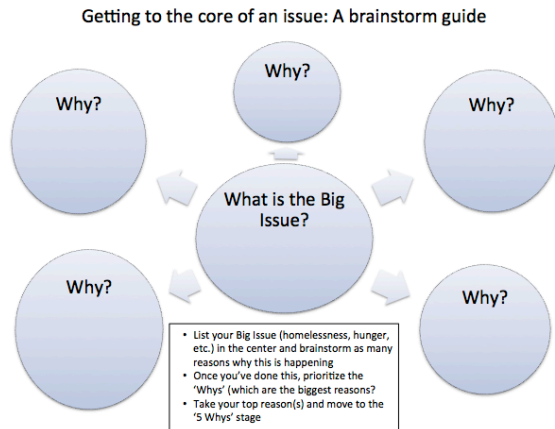 Getting to the core of an issue: A brainstorm guide
Why?
Why?
Why?
What is the Big
Issue?
Why?
Why?
• List your Big Issue (homelessness, hunger,
etc.) in the center and brainstorm as many
reasons why this is happening
• Once you've done this, prioritize the
'Whys' (which are the biggest reasons?
• Take your top reason(s) and move to the
'5 Whys' stage